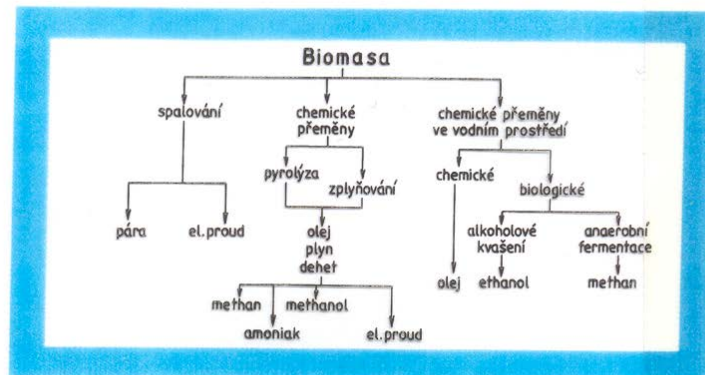 Biomasa
spalování
chemické
přeměny
chemické přeměny
ve vodním prostředí
pyrolýza
zplyňování
chemické
biologické
pára
el.proud
olej
plyn
dehet
alkoholové
kvašení
anaerobní
fermentace
olej
ethanol
methan
methan
methanol
amoniak
el.proud